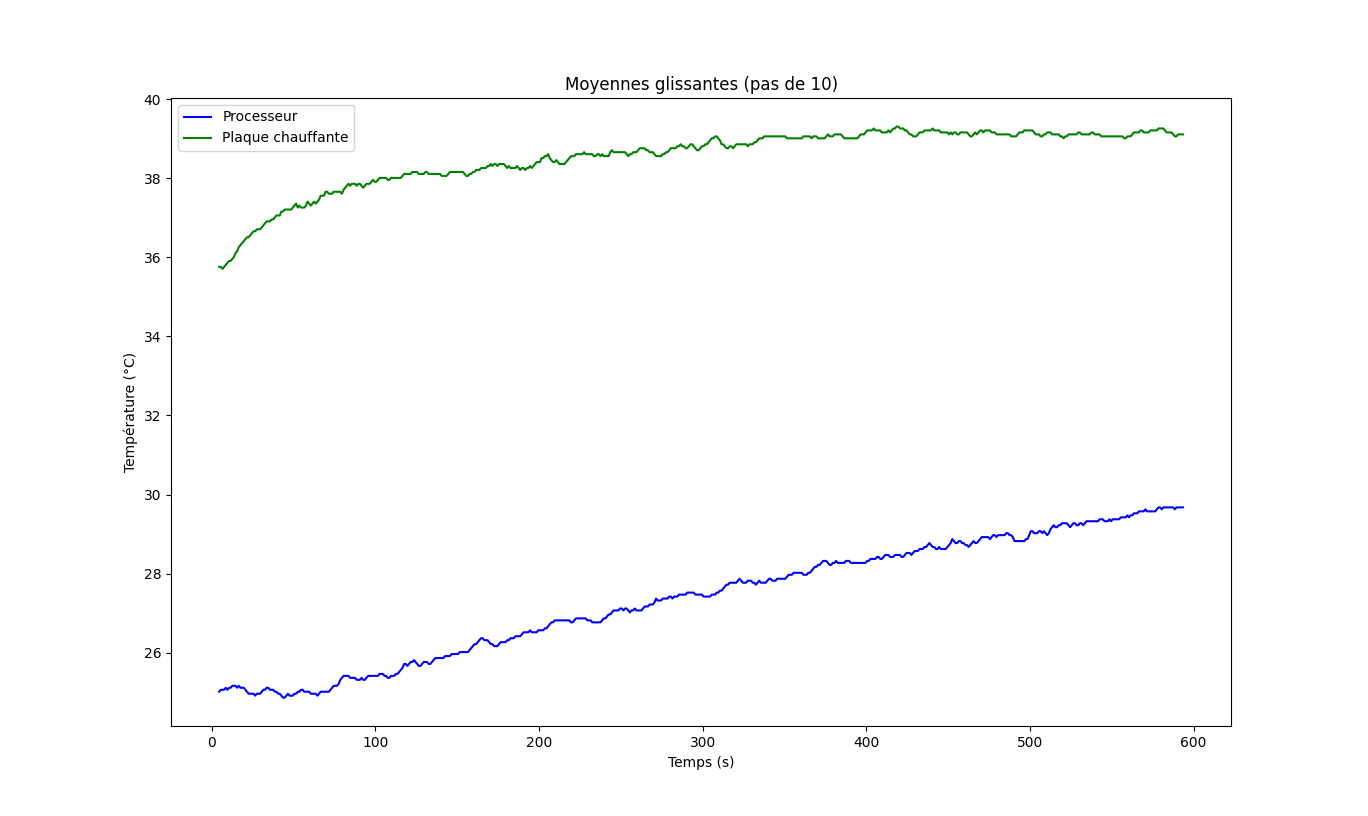 Moyennes glissantes (pas de 10)
Processeur
Plaque chauffante
40
38
36
34
32
30
28
26
Température (°C)
0 100 200 300 400 500 600
Temps (s)